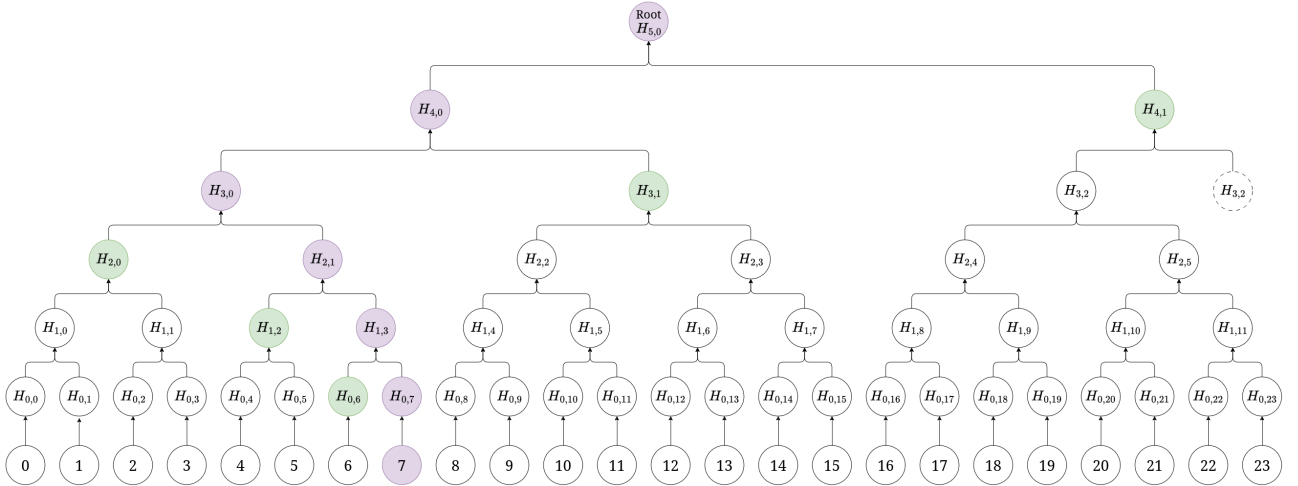 Root
H5,0
H4,0 H4,1
H3,0 H3,1 H3,2 H3,2
H2,0 H2,1 H2,2 H2,3 H2,4 H2,5
H1,0 H1,1 H1,2 H1,3 H1,4 H1,5 H1,6 H1,7 H1,8 H1,9 H1,10 H1,11
H0,0 H0,1 H0,2 H0,3 H0,4 H0,5 H0,6 H0,7 H0,8 H0,9 H0,10 H0,11 H0,12 H0,13 H0,14 H0,15 H0,16 H0,17 H0,18 H0,19 H0,20 H0,21 H0,22 H0,23
0 1 2 3 4 5 6 7 8 9 10 11 12 13 14 15 16 17 18 19 20 21 22 23